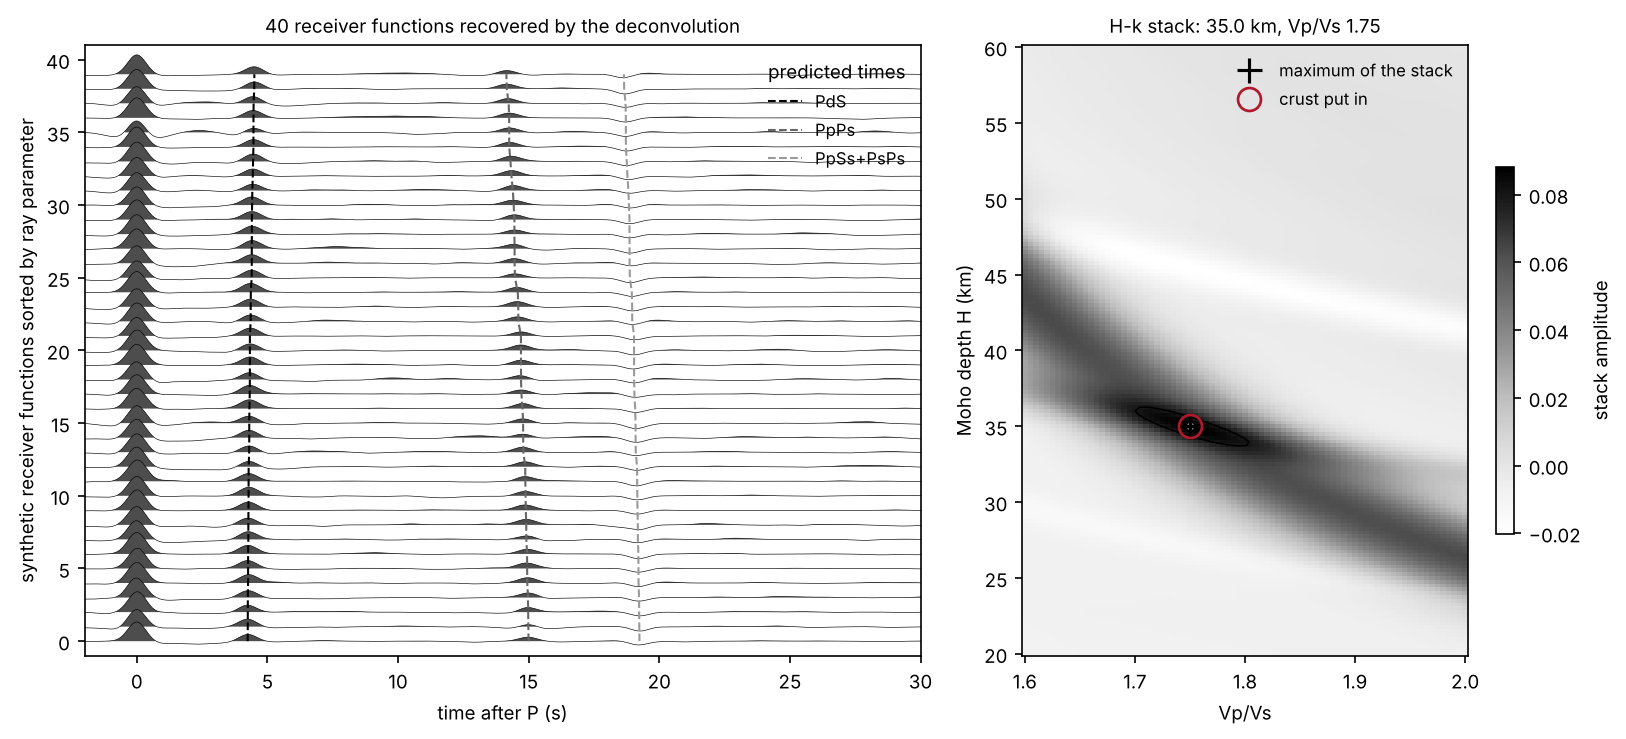 40 receiver functions recovered by the deconvolution
synthetic receiver functions sorted by ray parameter
40
35
30
25
20
15
10
5
0
predicted times
PdS
PpPs
PpSs+PsPs
0 5 10 15 20 25 30
time after P (s)
H-k stack: 35.0 km, Vp/Vs 1.75
Moho depth H (km)
60
55
50
45
40
35
30
25
20
maximum of the stack
crust put in
1.6 1.7 1.8 1.9 2.0
Vp/Vs
0.08
0.06
0.04
0.02
0.00
−0.02
stack amplitude